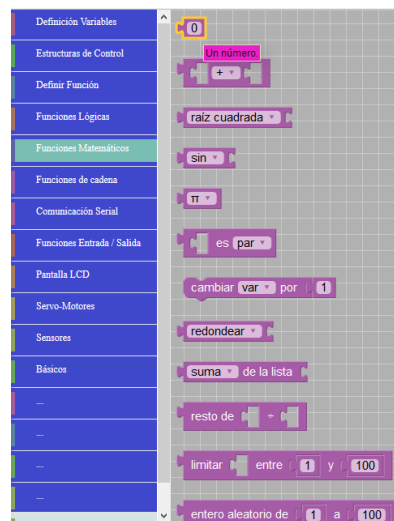 Definición Variables
Estructuras de Control
Definir Función
Funciones Lógicas
Funciones Matemáticos
Funciones de cadena
Comunicación Serial
Funciones Entrada / Salida
Pantalla LCD
Servo-Motores
Sensores
Básicos
...
...
...
...
0
Un número.
+
raíz cuadrada
sin
π
es par
cambiar var por 1
redondear
suma de la lista
resto de ÷
limitar entre 1 y 100
entero aleatorio de 1 a 100